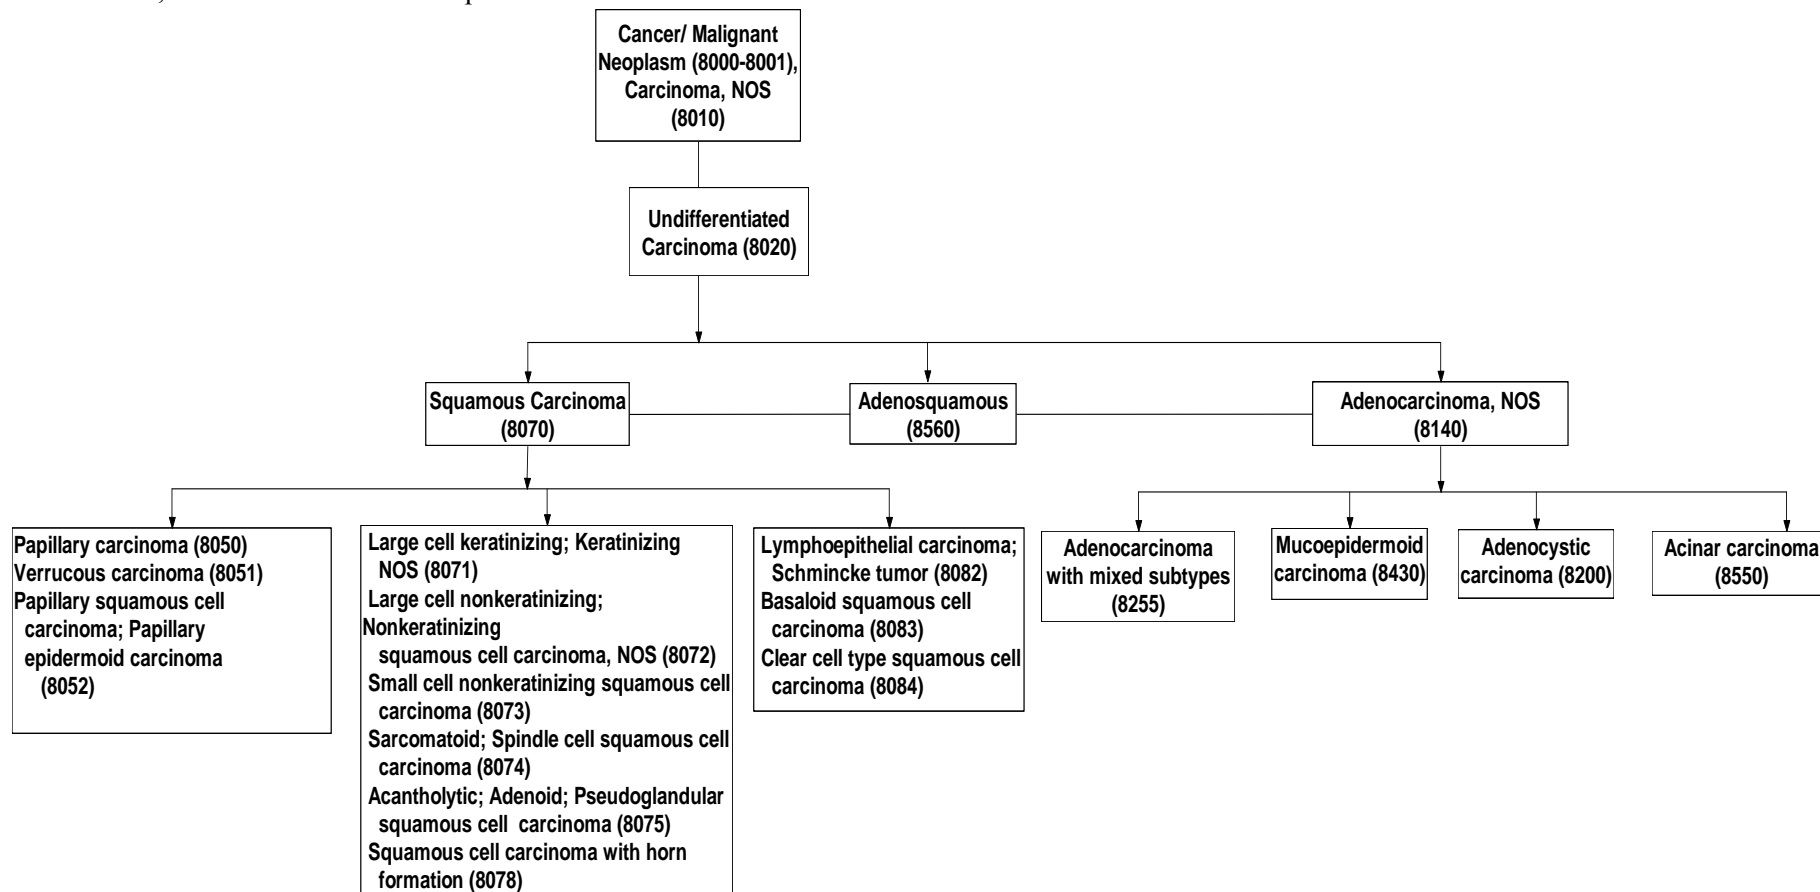 Cancer/ Malignant
Neoplasm (8000-8001),
Carcinoma, NOS
(8010)
Undifferentiated
Carcinoma (8020)
Squamous Carcinoma
(8070)
Adenosquamous
(8560)
Adenocarcinoma, NOS
(8140)
Papillary carcinoma (8050)
Verrucous carcinoma (8051)
Papillary squamous cell
carcinoma; Papillary
epidermoid carcinoma
(8052)
Large cell keratinizing; Keratinizing
NOS (8071)
Large cell nonkeratinizing;
Nonkeratinizing
squamous cell carcinoma, NOS (8072)
Small cell nonkeratinizing squamous cell
carcinoma (8073)
Sarcomatoid; Spindle cell squamous cell
carcinoma (8074)
Acantholytic; Adenoid; Pseudoglandular
squamous cell  carcinoma (8075)
Squamous cell carcinoma with horn
formation (8078)
Lymphoepithelial carcinoma;
Schmincke tumor (8082)
Basaloid squamous cell
carcinoma (8083)
Clear cell type squamous cell
carcinoma (8084)
Adenocarcinoma
with mixed subtypes
(8255)
Mucoepidermoid
carcinoma (8430)
Adenocystic
carcinoma (8200)
Acinar carcinoma
(8550)